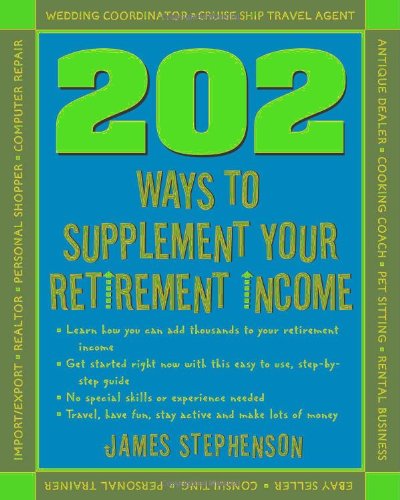 WEDDING COORDINATOR ▪ CRUISE SHIP TRAVEL AGENT
ANTIQUE DEALER ▪ COOKING COACH ▪ PET SITTING ▪ RENTAL BUSINESS
EBAY SELLER ▪ CONSULTING ▪ PERSONAL TRAINER
IMPORT/EXPORT ▪ REALTOR ▪ PERSONAL SHOPPER ▪ COMPUTER REPAIR
202
WAYS TO
SUPPLEMENT YOUR
RETIREMENT INCOME
▪ Learn how you can add thousands to your retirement
income
▪ Get started right now with this easy to use, step-by-
step guide
▪ No special skills or experience needed
▪ Travel, have fun, stay active and make lots of money
JAMES STEPHENSON